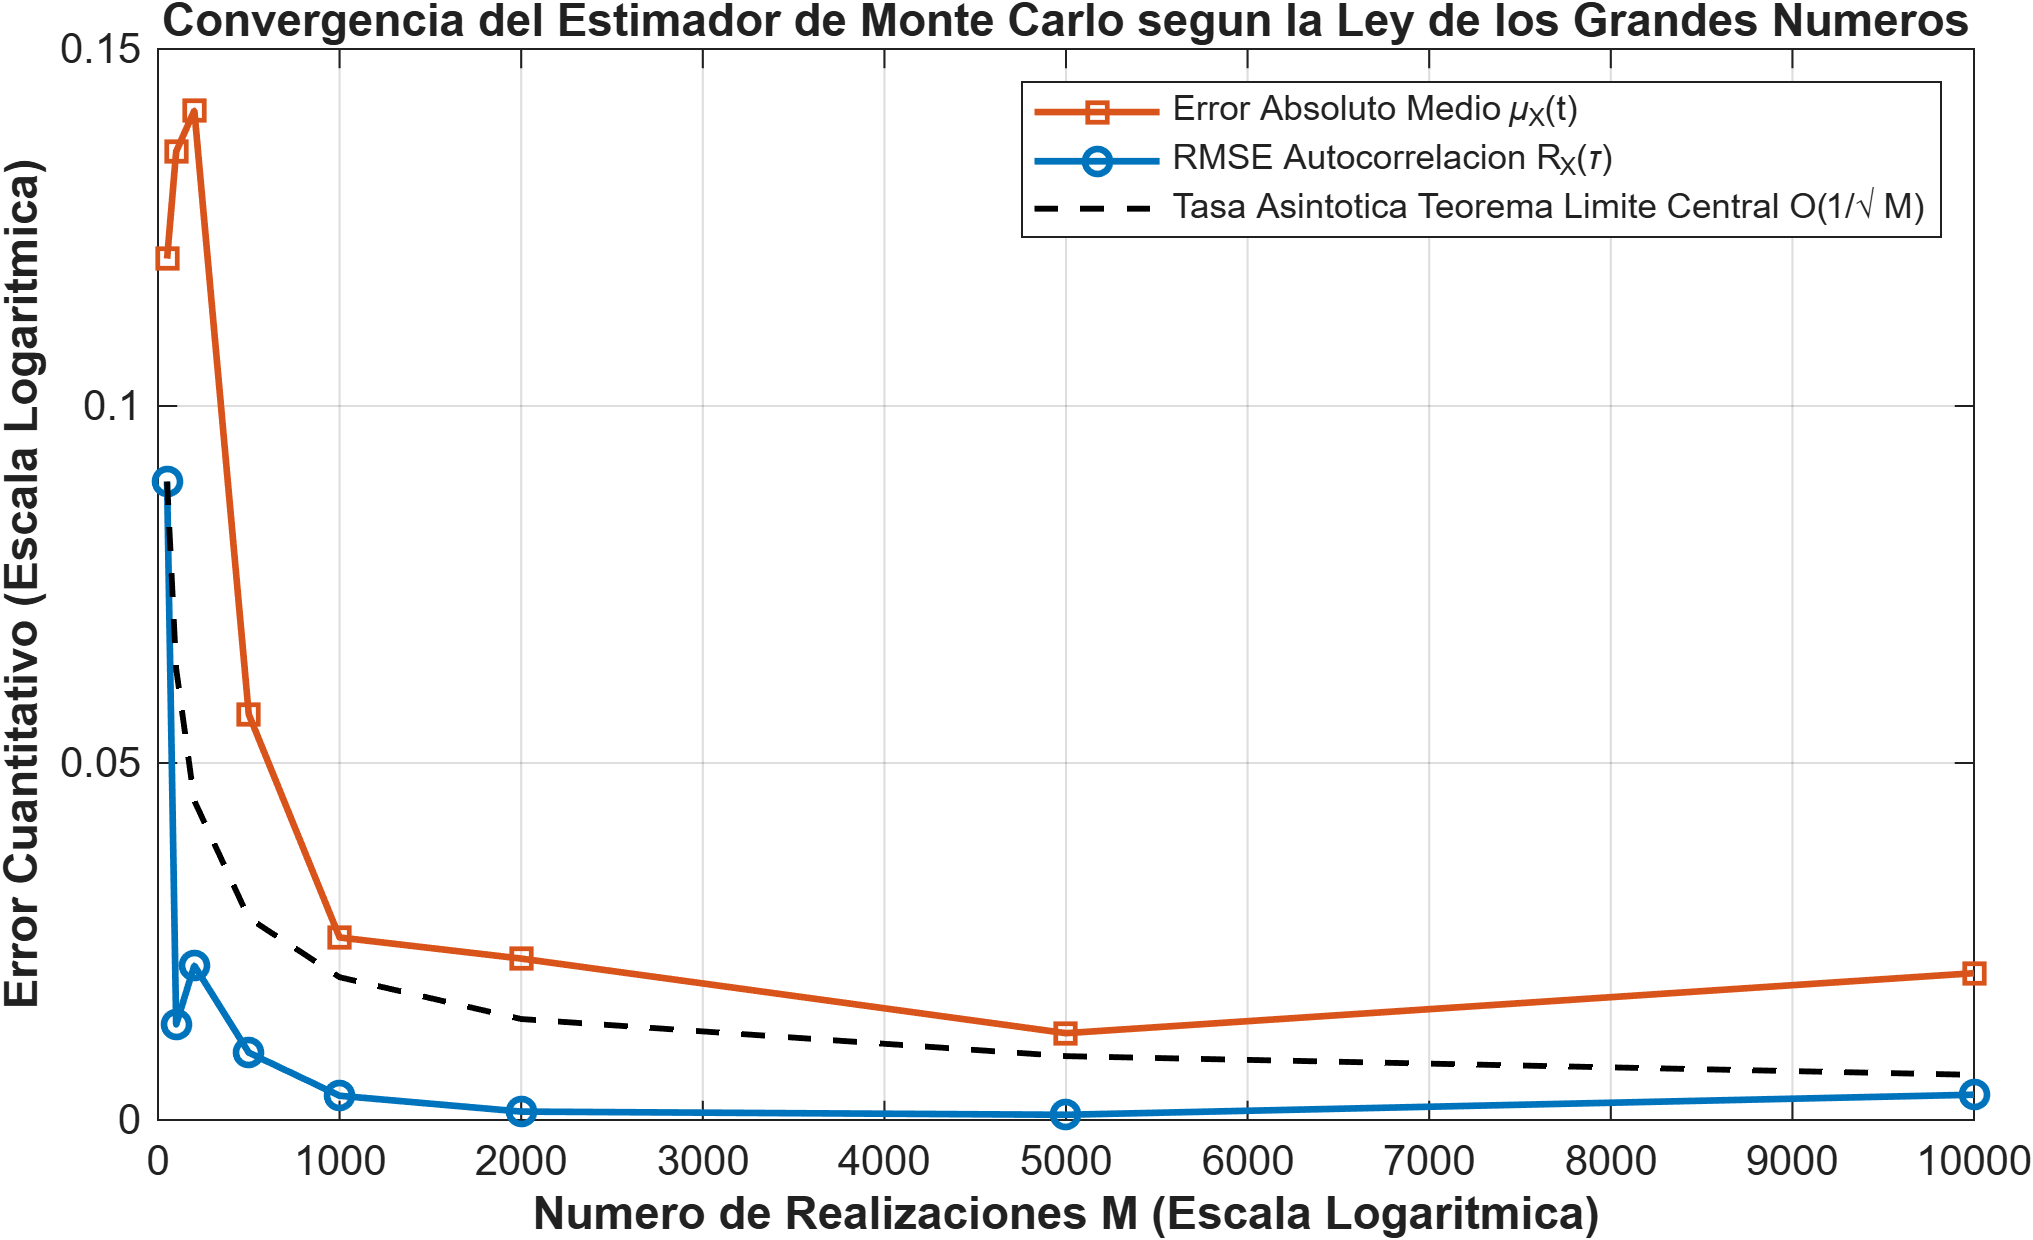 Convergencia del Estimador de Monte Carlo segun la Ley de los Grandes Numeros
0.15
0.1
0.05
0
Error Cuantitativo (Escala Logaritmica)
Error Absoluto Medio μX(t)
RMSE Autocorrelacion RX(τ)
Tasa Asintotica Teorema Limite Central O(1/√ M)
0 1000 2000 3000 4000 5000 6000 7000 8000 9000 10000
Numero de Realizaciones M (Escala Logaritmica)